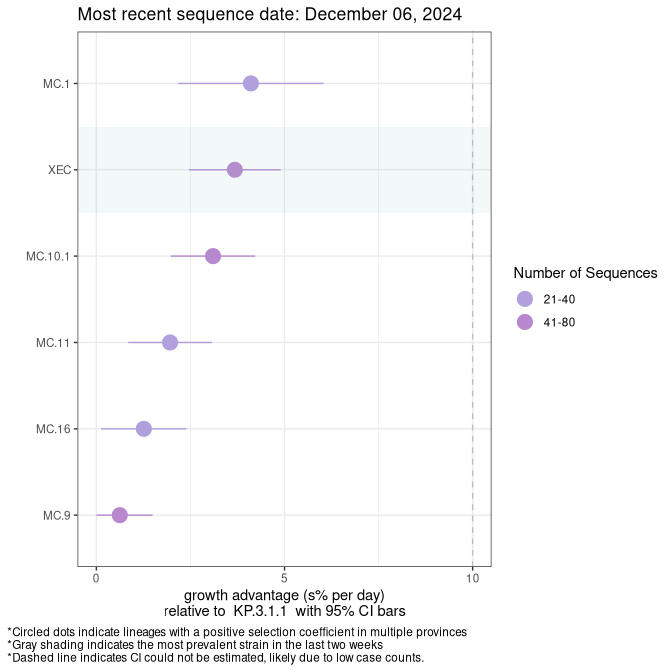 Most recent sequence date: December 06, 2024
MC.1
XEC
MC.10.1
MC.11
MC.16
MC.9
0 5 10
growth advantage (s% per day)
relative to KP.3.1.1 with 95% CI bars
Number of Sequences
21-40
41-80
*Circled dots indicate lineages with a positive selection coefficient in multiple provinces
*Gray shading indicates the most prevalent strain in the last two weeks
*Dashed line indicates CI could not be estimated, likely due to low case counts.